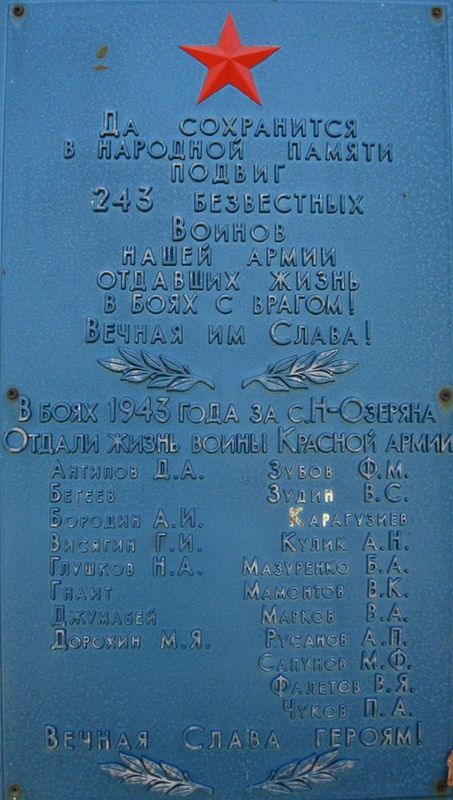 Да сохранится
в народной памяти
подвиг
243 безвестных
Воинов
нашей армии
отдавших жизнь
в боях с врагом!
Вечная им Слава!
В боях 1943 года за с.Н-Озеряна
Отдали жизнь воины Красной армии
Антипов Д.А.
Бегеев
Бородин А.И.
Висягин Г.И.
Глушков Н.А.
Гнаит
Джумабей
Дорохин М.Я.
Зубов Ф.М.
Зудин В.С.
Карагузиев
Кулик А.Н.
Мазуренко Б.А.
Мамонтов В.К.
Марков В.А.
Русанов А.П.
Сапунов М.Ф.
Фалетов В.Я.
Чуков П.А.
Вечная Слава героям!